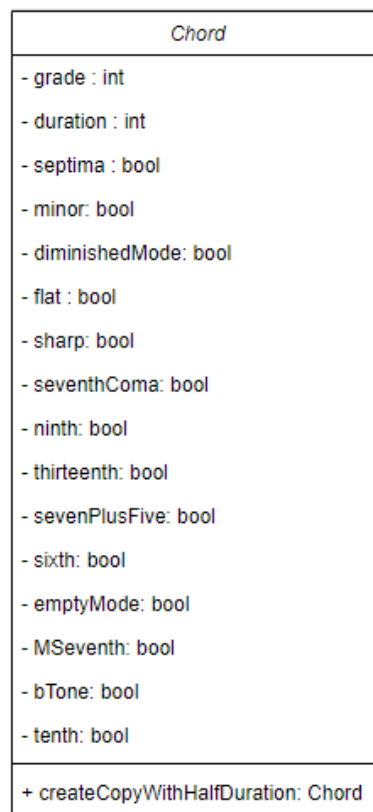 Chord
- grade : int
- duration : int
- septima : bool
- minor: bool
- diminishedMode: bool
- flat : bool
- sharp: bool
- seventhComa: bool
- ninth: bool
- thirteenth: bool
- sevenPlusFive: bool
- sixth: bool
- emptyMode: bool
- MSeventh: bool
- bTone: bool
- tenth: bool
+ createCopyWithHalfDuration: Chord